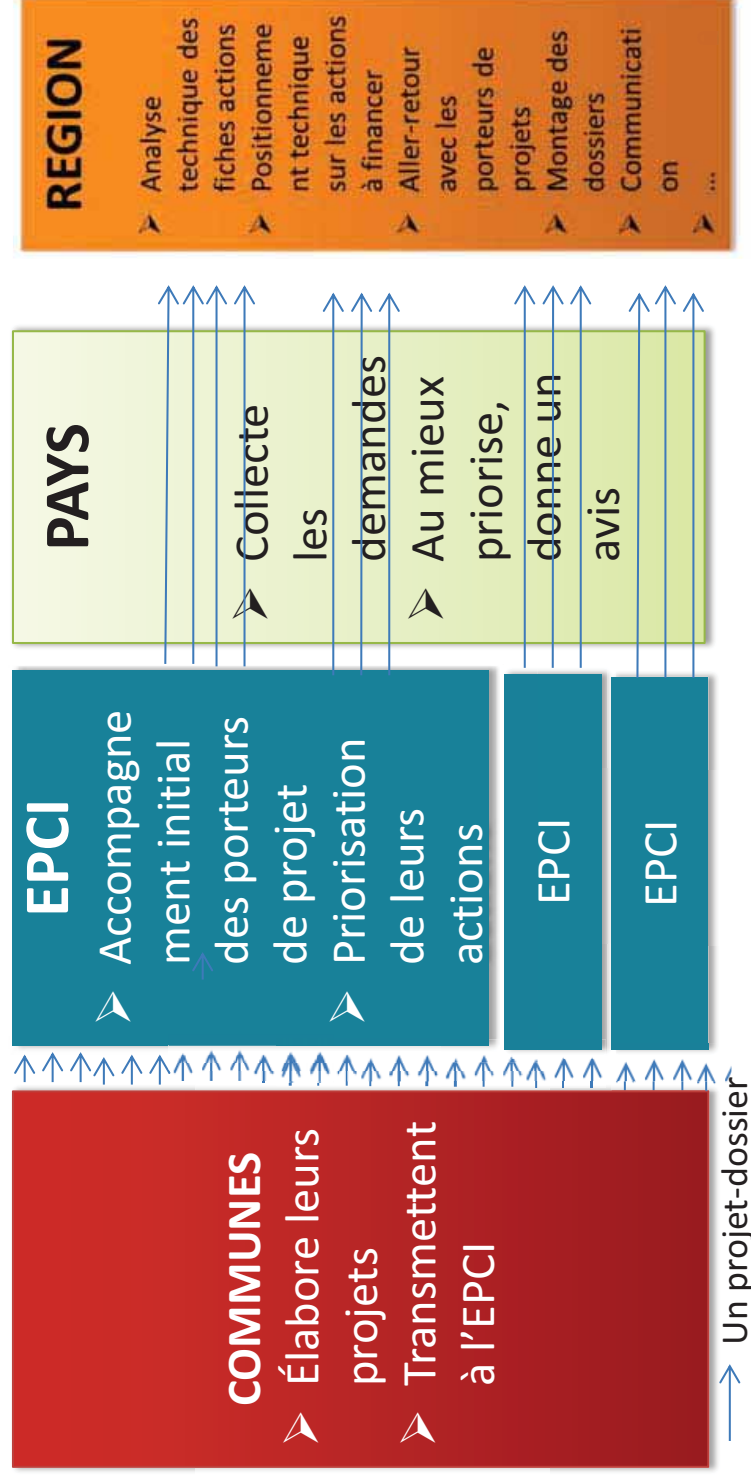 COMMUNES
➤ Élabore leurs
projets
➤ Transmettent
à l’EPCI
EPCI
➤ Accompagne
ment initial
des porteurs
de projet
➤ Priorisation
de leurs
actions
EPCI
EPCI
PAYS
➤ Collecte
les
demandes
➤ Au mieux
priorise,
donne un
avis
REGION
➤ Analyse
technique des
fiches actions
➤ Positionneme
nt technique
sur les actions
à financer
➤ Aller-retour
avec les
porteurs de
projets
➤ Montage des
dossiers
➤ Communicati
on
➤ ...
Un projet-dossier